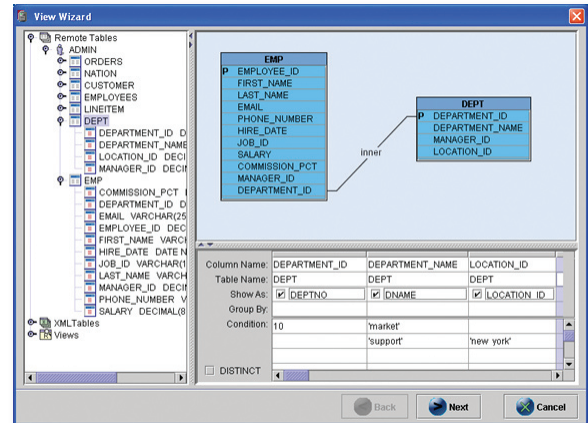 View Wizard
Remote Tables
ADMIN
ORDERS
NATION
CUSTOMER
EMPLOYEES
LINEITEM
DEPT
DEPARTMENT_ID D
DEPARTMENT_NAME
LOCATION_ID DECI
MANAGER_ID DECI
EMP
COMMISSION_PCT
DEPARTMENT_ID D
EMAIL VARCHAR(25
EMPLOYEE_ID DEC
FIRST_NAME VARCH
HIRE_DATE DATE N
JOB_ID VARCHAR(1
LAST_NAME VARCH
MANAGER_ID DECI
PHONE_NUMBER V
SALARY DECIMAL(8
XMLTables
Views
EMP
P EMPLOYEE_ID
FIRST_NAME
LAST_NAME
EMAIL
PHONE_NUMBER
HIRE_DATE
JOB_ID
SALARY
COMMISSION_PCT
MANAGER_ID
DEPARTMENT_ID
inner
DEPT
P DEPARTMENT_ID
DEPARTMENT_NAME
MANAGER_ID
LOCATION_ID
Column Name: DEPARTMENT_ID DEPARTMENT_NAME LOCATION_ID
Table Name: DEPT DEPT DEPT
Show As: DEPTNO DNAME LOCATION_ID
Group By:
Condition: 10 'market'
'support' 'new york'
DISTINCT
Back Next Cancel